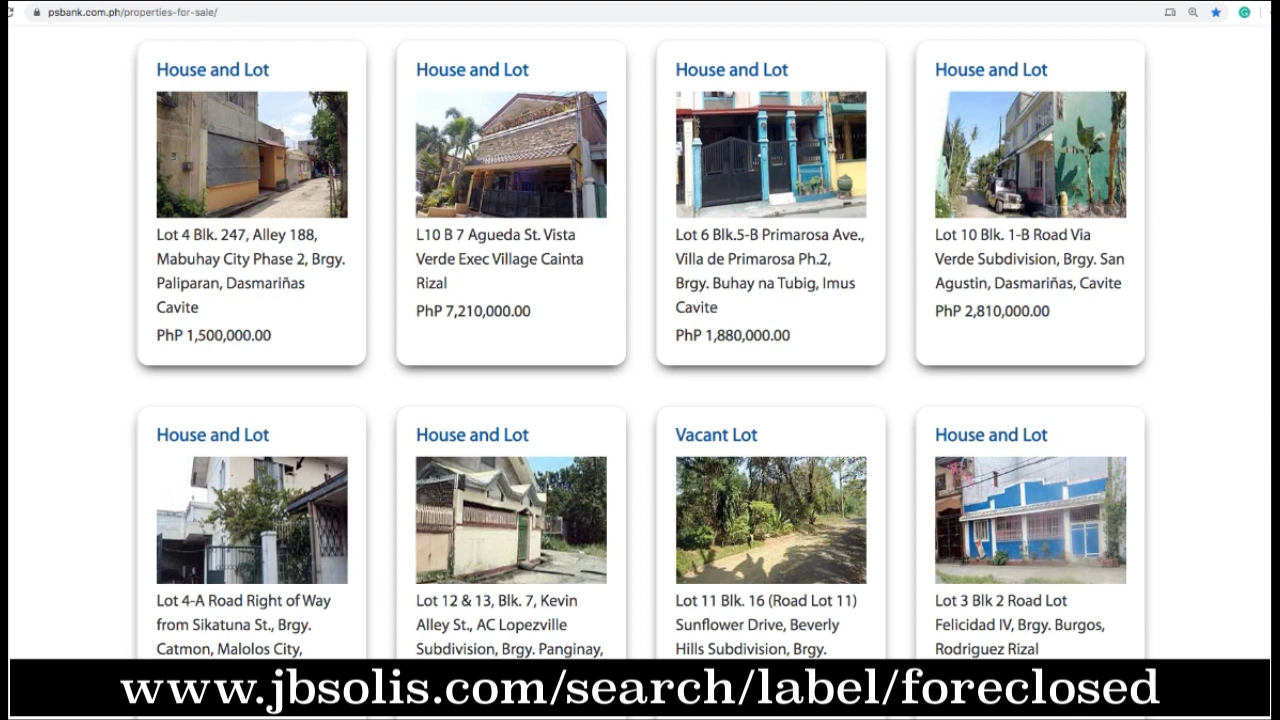 psbank.com.ph/properties-for-sale/
House and Lot
Lot 4 Blk. 247, Alley 188,
Mabuhay City Phase 2, Brgy.
Paliparan, Dasmariñas
Cavite
PhP 1,500,000.00
House and Lot
L10 B 7 Agueda St. Vista
Verde Exec Village Cainta
Rizal
PhP 7,210,000.00
House and Lot
Lot 6 Blk.5-B Primarosa Ave.,
Villa de Primarosa Ph.2,
Brgy. Buhay na Tubig, Imus
Cavite
PhP 1,880,000.00
House and Lot
Lot 10 Blk. 1-B Road Via
Verde Subdivision, Brgy. San
Agustin, Dasmariñas, Cavite
PhP 2,810,000.00
House and Lot
Lot 4-A Road Right of Way
from Sikatuna St., Brgy.
Catmon, Malolos City,
House and Lot
Lot 12 & 13, Blk. 7, Kevin
Alley St., AC Lopezville
Subdivision, Brgy. Panginay,
Vacant Lot
Lot 11 Blk. 16 (Road Lot 11)
Sunflower Drive, Beverly
Hills Subdivision, Brgy.
House and Lot
Lot 3 Blk 2 Road Lot
Felicidad IV, Brgy. Burgos,
Rodriguez Rizal
www.jbsolis.com/search/label/foreclosed